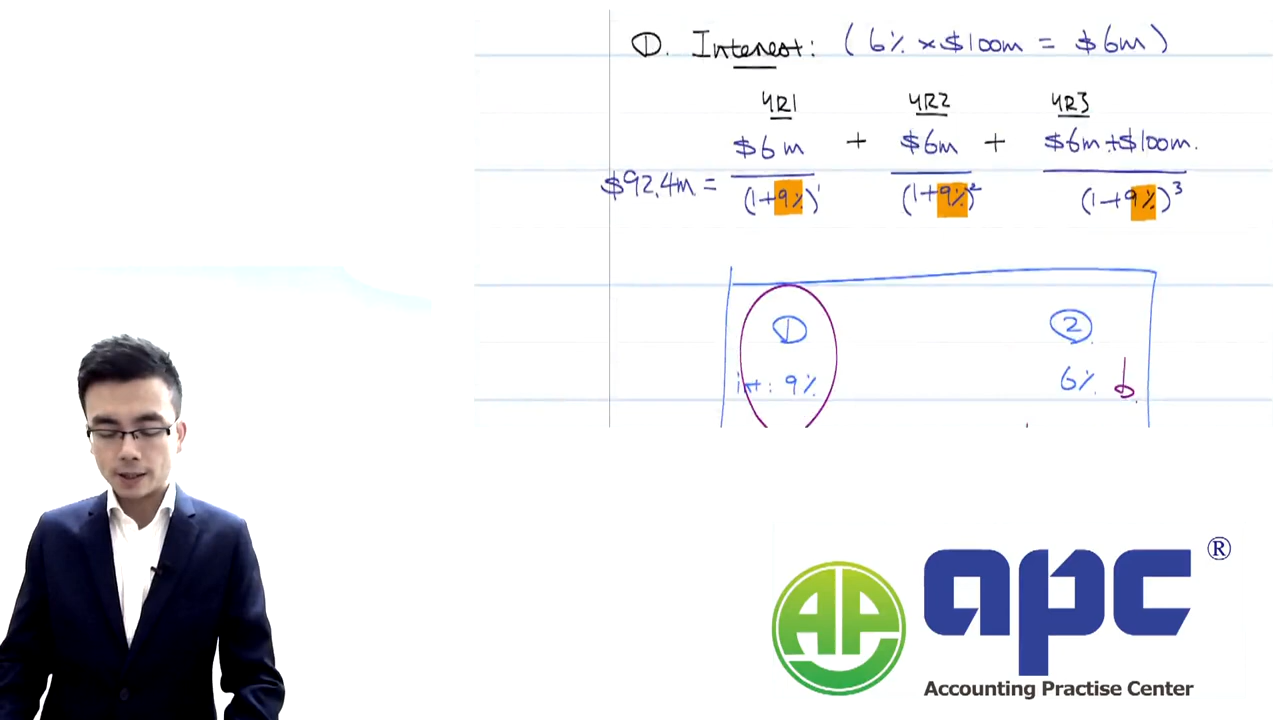 ① Interest: (6% x $100m = $6m)
YR1 YR2 YR3
$6m + $6m + $6m+$100m.
$92.4m =
(1+9%)¹ (1+9%)² (1+9%)³
① ②
int: 9% 6%
AP
apc®
Accounting Practise Center